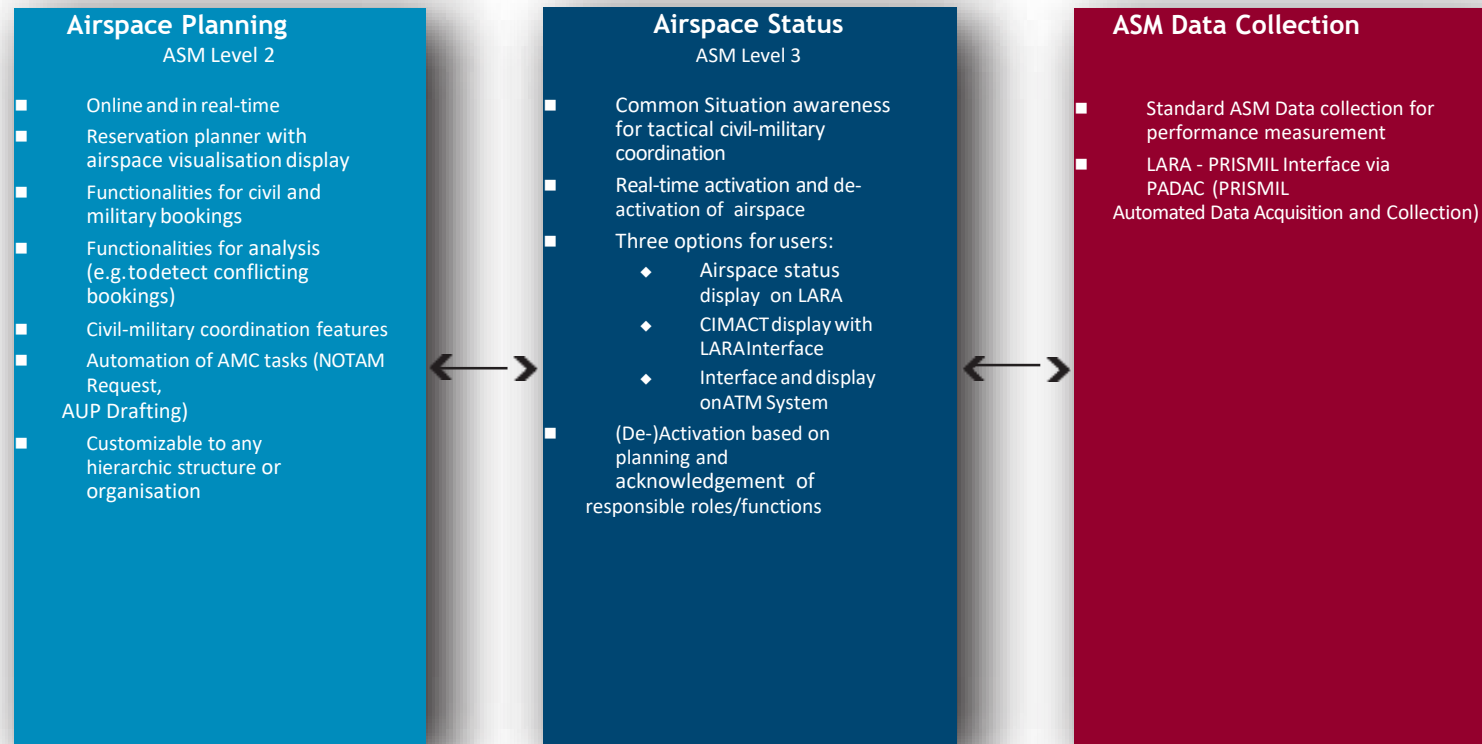 Airspace Planning
ASM Level 2
■ Online and in real-time
■ Reservation planner with
airspace visualisation display
■ Functionalities for civil and
military bookings
■ Functionalities for analysis
(e.g. to detect conflicting
bookings)
■ Civil-military coordination features
■ Automation of AMC tasks (NOTAM
Request,
AUP Drafting)
■ Customizable to any
hierarchic structure or
organisation
Airspace Status
ASM Level 3
■ Common Situation awareness
for tactical civil-military
coordination
■ Real-time activation and de-
activation of airspace
■ Three options for users:
◆ Airspace status
display on LARA
◆ CIMACT display with
LARA Interface
◆ Interface and display
on ATM System
■ (De-)Activation based on
planning and
acknowledgement of
responsible roles/functions
ASM Data Collection
■ Standard ASM Data collection for
performance measurement
■ LARA - PRISMIL Interface via
PADAC (PRISMIL
Automated Data Acquisition and Collection)